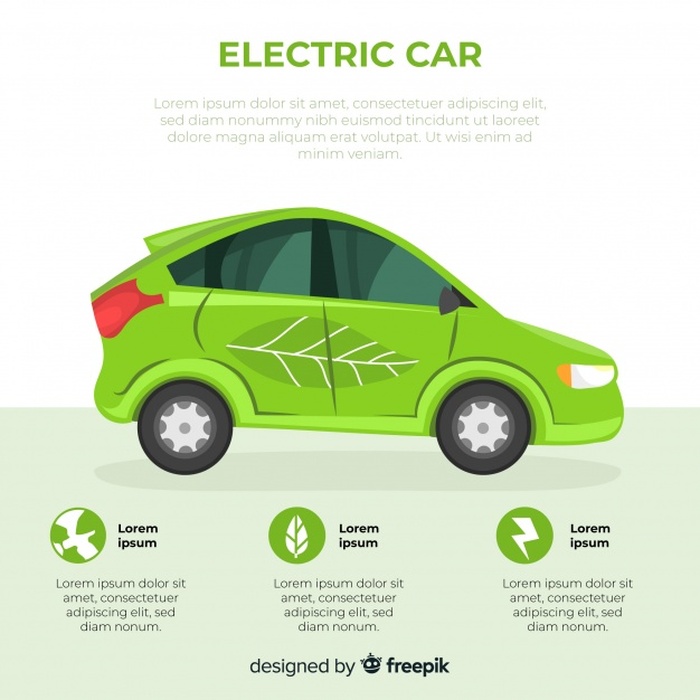 ELECTRIC CAR
Lorem ipsum dolor sit amet, consectetuer adipiscing elit,
sed diam nonummy nibh euismod tincidunt ut laoreet
dolore magna aliquam erat volutpat. Ut wisi enim ad
minim veniam.
Lorem
ipsum
Lorem ipsum dolor sit
amet, consectetuer
adipiscing elit, sed
diam nonum.
Lorem
ipsum
Lorem ipsum dolor sit
amet, consectetuer
adipiscing elit, sed
diam nonum.
Lorem
ipsum
Lorem ipsum dolor sit
amet, consectetuer
adipiscing elit, sed
diam nonum.
designed by freepik